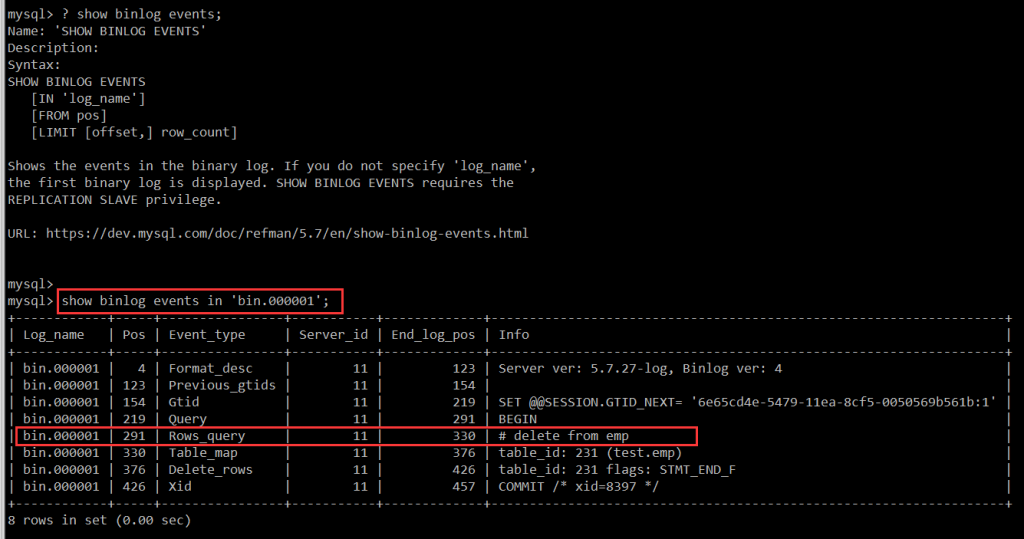 mysql> ? show binlog events;
Name: 'SHOW BINLOG EVENTS'
Description:
Syntax:
SHOW BINLOG EVENTS
   [IN 'log_name']
   [FROM pos]
   [LIMIT [offset,] row_count]

Shows the events in the binary log. If you do not specify 'log_name',
the first binary log is displayed. SHOW BINLOG EVENTS requires the
REPLICATION SLAVE privilege.

URL: https://dev.mysql.com/doc/refman/5.7/en/show-binlog-events.html

mysql>
mysql> show binlog events in 'bin.000001';
+------------+-----+----------------+-----------+-------------+-------------------------------------------------------------------+
| Log_name   | Pos | Event_type     | Server_id | End_log_pos | Info                                                              |
+------------+-----+----------------+-----------+-------------+-------------------------------------------------------------------+
| bin.000001 |   4 | Format_desc    |        11 |         123 | Server ver: 5.7.27-log, Binlog ver: 4                             |
| bin.000001 | 123 | Previous_gtids |        11 |         154 |                                                                   |
| bin.000001 | 154 | Gtid           |        11 |         219 | SET @@SESSION.GTID_NEXT= '6e65cd4e-5479-11ea-8cf5-0050569b561b:1' |
| bin.000001 | 219 | Query          |        11 |         291 | BEGIN                                                             |
| bin.000001 | 291 | Rows_query     |        11 |         330 | # delete from emp                                                 |
| bin.000001 | 330 | Table_map      |        11 |         376 | table_id: 231 (test.emp)                                          |
| bin.000001 | 376 | Delete_rows    |        11 |         426 | table_id: 231 flags: STMT_END_F                                   |
| bin.000001 | 426 | Xid            |        11 |         457 | COMMIT /* xid=8397 */                                             |
+------------+-----+----------------+-----------+-------------+-------------------------------------------------------------------+
8 rows in set (0.00 sec)